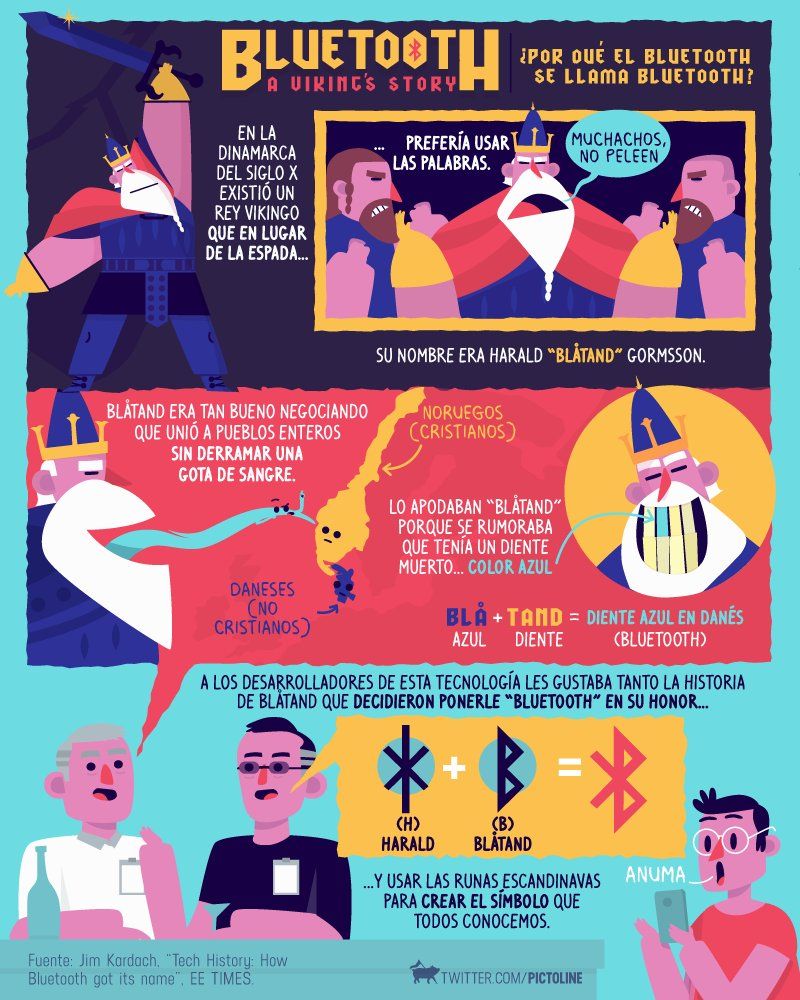 BLUETOOTH
A VIKING'S STORY
¿POR QUÉ EL BLUETOOTH
SE LLAMA BLUETOOTH?
EN LA
DINAMARCA
DEL SIGLO X
EXISTIÓ UN
REY VIKINGO
QUE EN LUGAR
DE LA ESPADA...
... PREFERÍA USAR
LAS PALABRAS.
MUCHACHOS,
NO PELEEN
SU NOMBRE ERA HARALD "BLÅTAND" GORMSSON.
BLÅTAND ERA TAN BUENO NEGOCIANDO
QUE UNIÓ A PUEBLOS ENTEROS
SIN DERRAMAR UNA
GOTA DE SANGRE.
NORUEGOS
(CRISTIANOS)
DANESES
(NO
CRISTIANOS)
LO APODABAN "BLÅTAND"
PORQUE SE RUMORABA
QUE TENÍA UN DIENTE
MUERTO... COLOR AZUL
BLÅ + TAND = DIENTE AZUL EN DANÉS
AZUL DIENTE (BLUETOOTH)
A LOS DESARROLLADORES DE ESTA TECNOLOGÍA LES GUSTABA TANTO LA HISTORIA
DE BLÅTAND QUE DECIDIERON PONERLE "BLUETOOTH" EN SU HONOR...
+ =
(H) (B)
HARALD BLÅTAND
...Y USAR LAS RUNAS ESCANDINAVAS
PARA CREAR EL SÍMBOLO QUE
TODOS CONOCEMOS.
ANUMA
Fuente: Jim Kardach, "Tech History: How
Bluetooth got its name", EE TIMES.
TWITTER.COM/PICTOLINE